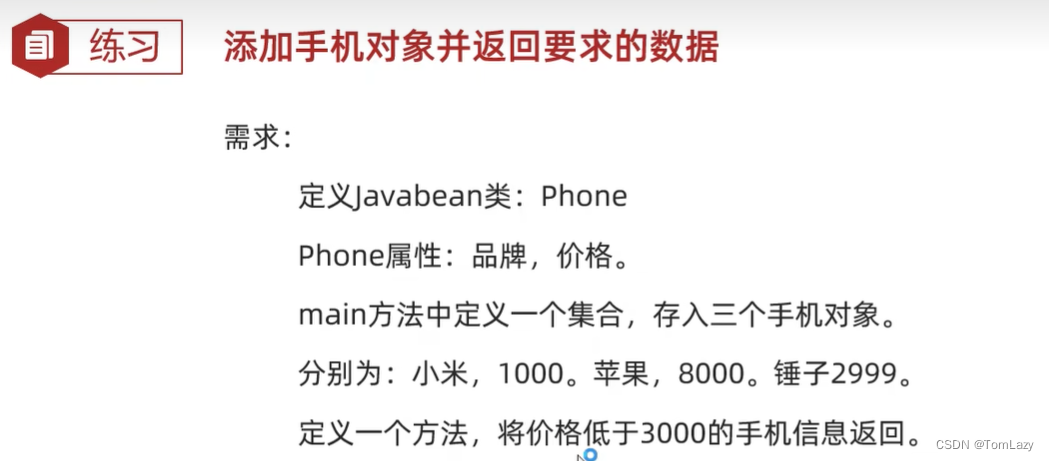 练习
添加手机对象并返回要求的数据
需求：
定义Javabean类：Phone
Phone属性：品牌，价格。
main方法中定义一个集合，存入三个手机对象。
分别为：小米，1000。苹果，8000。锤子2999。
定义一个方法，将价格低于3000的手机信息返回。
CSDN @TomLazy